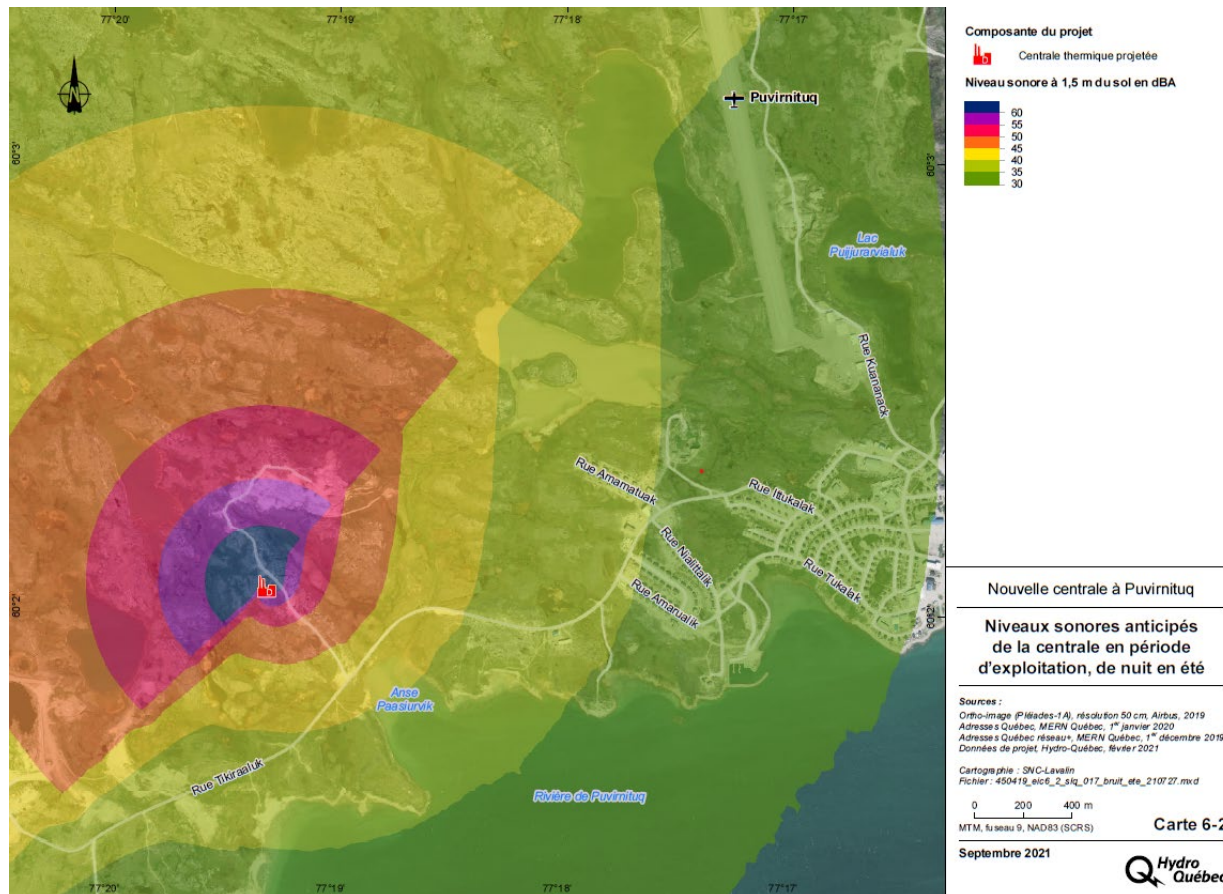 77°20'
77°19'
77°18'
77°17'
60°3'
60°3'
N
Puvirnituq
Lac
Puijjurarvialuk
Rue Kuananack
Rue Amamatuak
Rue Ittukalak
Rue Nialittalik
Rue Tukalak
Rue Amarualik
60°2'
60°2'
Anse
Paasiurvik
Rue Tikiraaluk
Rivière de Puvirnituq
77°20'
77°19'
77°18'
77°17'
Composante du projet
Centrale thermique projetée
Niveau sonore à 1,5 m du sol en dBA
60
55
50
45
40
35
30
Nouvelle centrale à Puvirnituq
Niveaux sonores anticipés
de la centrale en période
d'exploitation, de nuit en été
Sources :
Ortho-image (Pléiades-1A), résolution 50 cm, Airbus, 2019
Adresses Québec, MERN Québec, 1er janvier 2020
Adresses Québec réseau+, MERN Québec, 1er décembre 2019
Données de projet, Hydro-Québec, février 2021
Cartographie : SNC-Lavalin
Fichier : 450419_eic6_2_slq_017_bruit_ete_210727.mxd
0 200 400 m
MTM, fuseau 9, NAD83 (SCRS)
Carte 6-2
Septembre 2021
Hydro
Québec